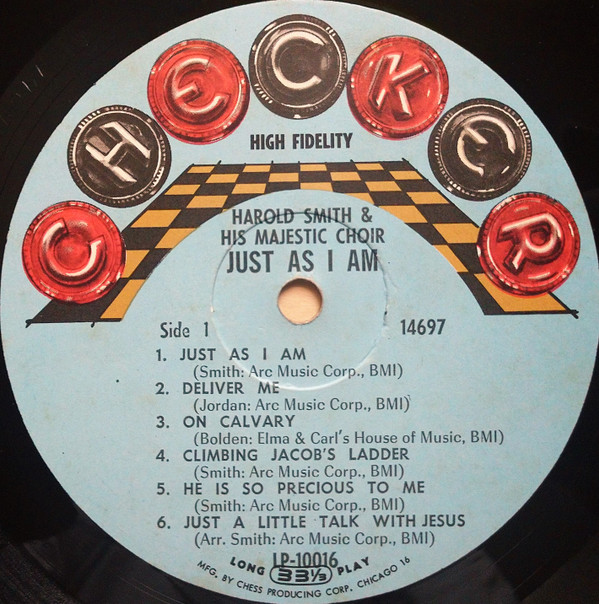 CHECKER
HIGH FIDELITY
HAROLD SMITH &
HIS MAJESTIC CHOIR
JUST AS I AM
Side 1
14697
1. JUST AS I AM
(Smith: Arc Music Corp., BMI)
2. DELIVER ME
(Jordan: Arc Music Corp., BMI)
3. ON CALVARY
(Bolden: Elma & Carl's House of Music, BMI)
4. CLIMBING JACOB'S LADDER
(Smith: Arc Music Corp., BMI)
5. HE IS SO PRECIOUS TO ME
(Smith: Arc Music Corp., BMI)
6. JUST A LITTLE TALK WITH JESUS
(Arr. Smith: Arc Music Corp., BMI)
LP-10016
LONG 33⅓ PLAY
MFG. BY CHESS PRODUCING CORP. CHICAGO 16